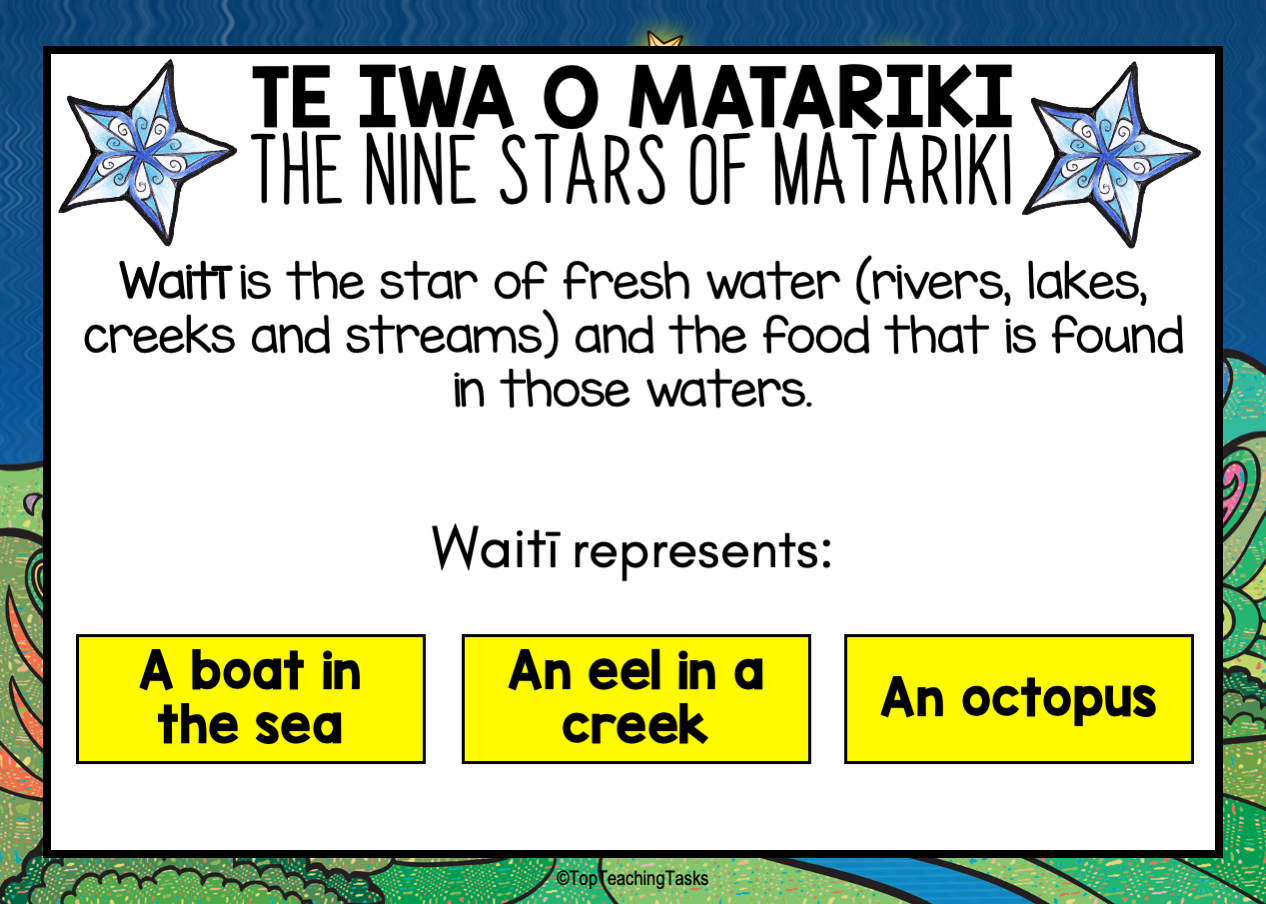 TE IWA O MATARIKI
THE NINE STARS OF MATARIKI
Waitī is the star of fresh water (rivers, lakes,
creeks and streams) and the food that is found
in those waters.
Waitī represents:
A boat in
the sea
An eel in a
creek
An octopus
©TopTeachingTasks